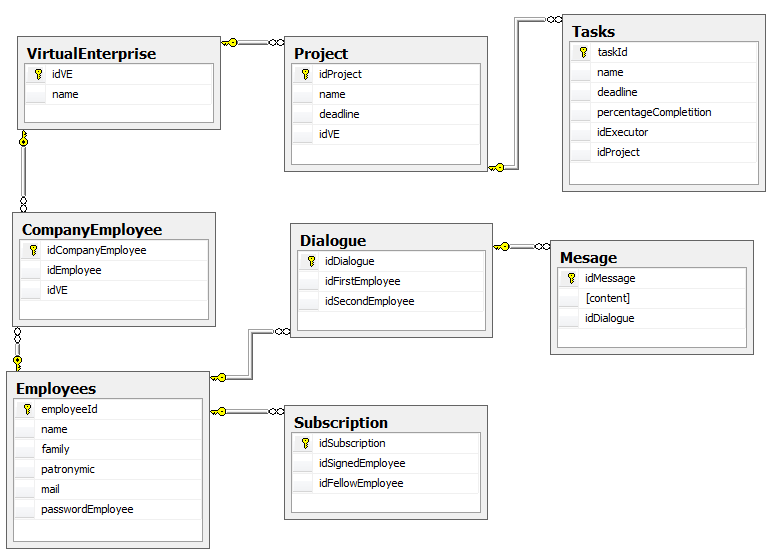 VirtualEnterprise
idVE
name
Project
idProject
name
deadline
idVE
Tasks
taskId
name
deadline
percentageCompletition
idExecutor
idProject
CompanyEmployee
idCompanyEmployee
idEmployee
idVE
Dialogue
idDialogue
idFirstEmployee
idSecondEmployee
Mesage
idMessage
[content]
idDialogue
Employees
employeeId
name
family
patronymic
mail
passwordEmployee
Subscription
idSubscription
idSignedEmployee
idFellowEmployee